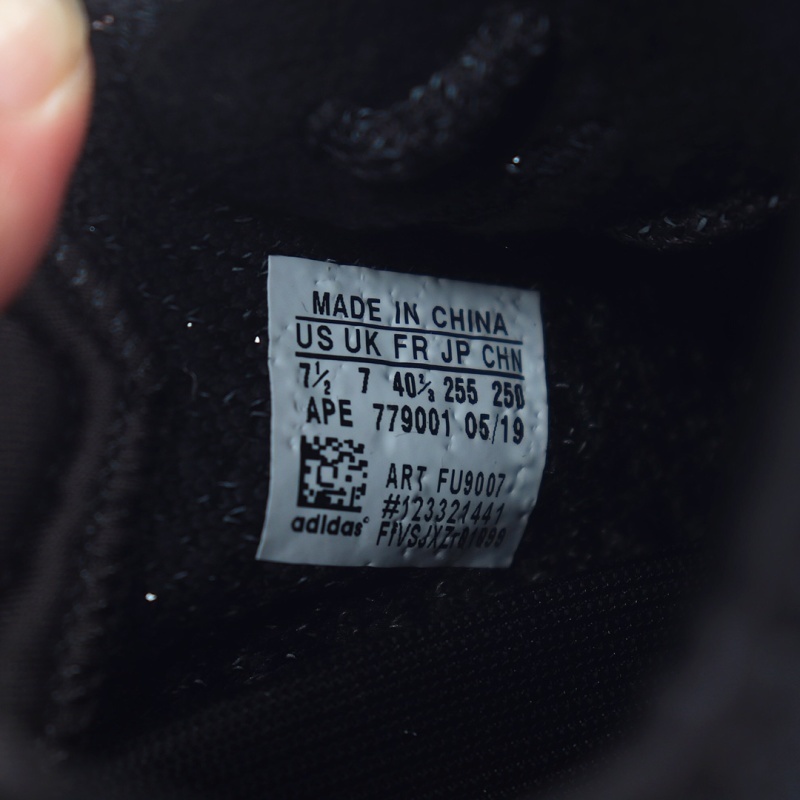 MADE IN CHINA
US UK FR JP CHN
7½ 7 40⅔ 255 250
APE 779001 05/19
ART FU9007
#123321441
adidas